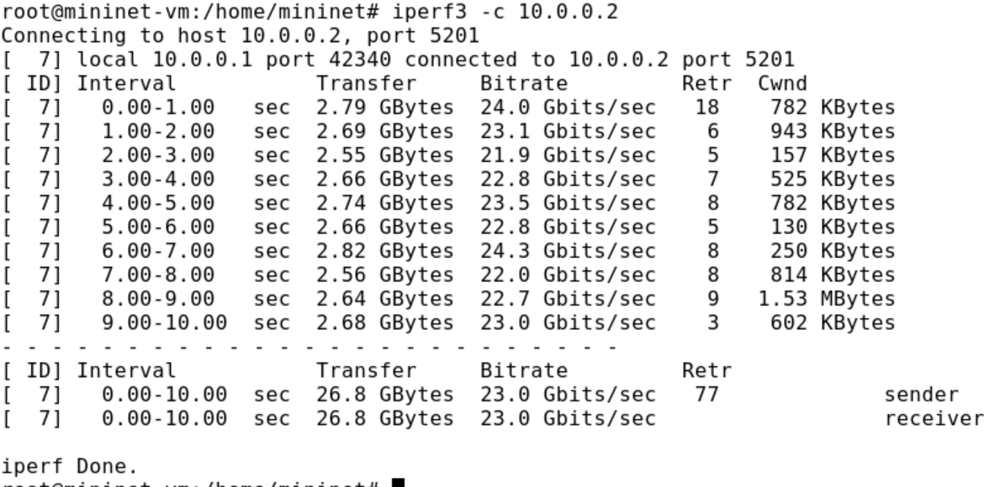 root@mininet-vm:/home/mininet# iperf3 -c 10.0.0.2
Connecting to host 10.0.0.2, port 5201
[  7] local 10.0.0.1 port 42340 connected to 10.0.0.2 port 5201
[ ID] Interval           Transfer     Bitrate         Retr  Cwnd
[  7]   0.00-1.00   sec  2.79 GBytes  24.0 Gbits/sec   18    782 KBytes
[  7]   1.00-2.00   sec  2.69 GBytes  23.1 Gbits/sec    6    943 KBytes
[  7]   2.00-3.00   sec  2.55 GBytes  21.9 Gbits/sec    5    157 KBytes
[  7]   3.00-4.00   sec  2.66 GBytes  22.8 Gbits/sec    7    525 KBytes
[  7]   4.00-5.00   sec  2.74 GBytes  23.5 Gbits/sec    8    782 KBytes
[  7]   5.00-6.00   sec  2.66 GBytes  22.8 Gbits/sec    5    130 KBytes
[  7]   6.00-7.00   sec  2.82 GBytes  24.3 Gbits/sec    8    250 KBytes
[  7]   7.00-8.00   sec  2.56 GBytes  22.0 Gbits/sec    8    814 KBytes
[  7]   8.00-9.00   sec  2.64 GBytes  22.7 Gbits/sec    9   1.53 MBytes
[  7]   9.00-10.00  sec  2.68 GBytes  23.0 Gbits/sec    3    602 KBytes
- - - - - - - - - - - - - - - - - - - - - - - - -
[ ID] Interval           Transfer     Bitrate         Retr
[  7]   0.00-10.00  sec  26.8 GBytes  23.0 Gbits/sec   77             sender
[  7]   0.00-10.00  sec  26.8 GBytes  23.0 Gbits/sec                  receiver

iperf Done.
root@mininet-vm:/home/mininet#